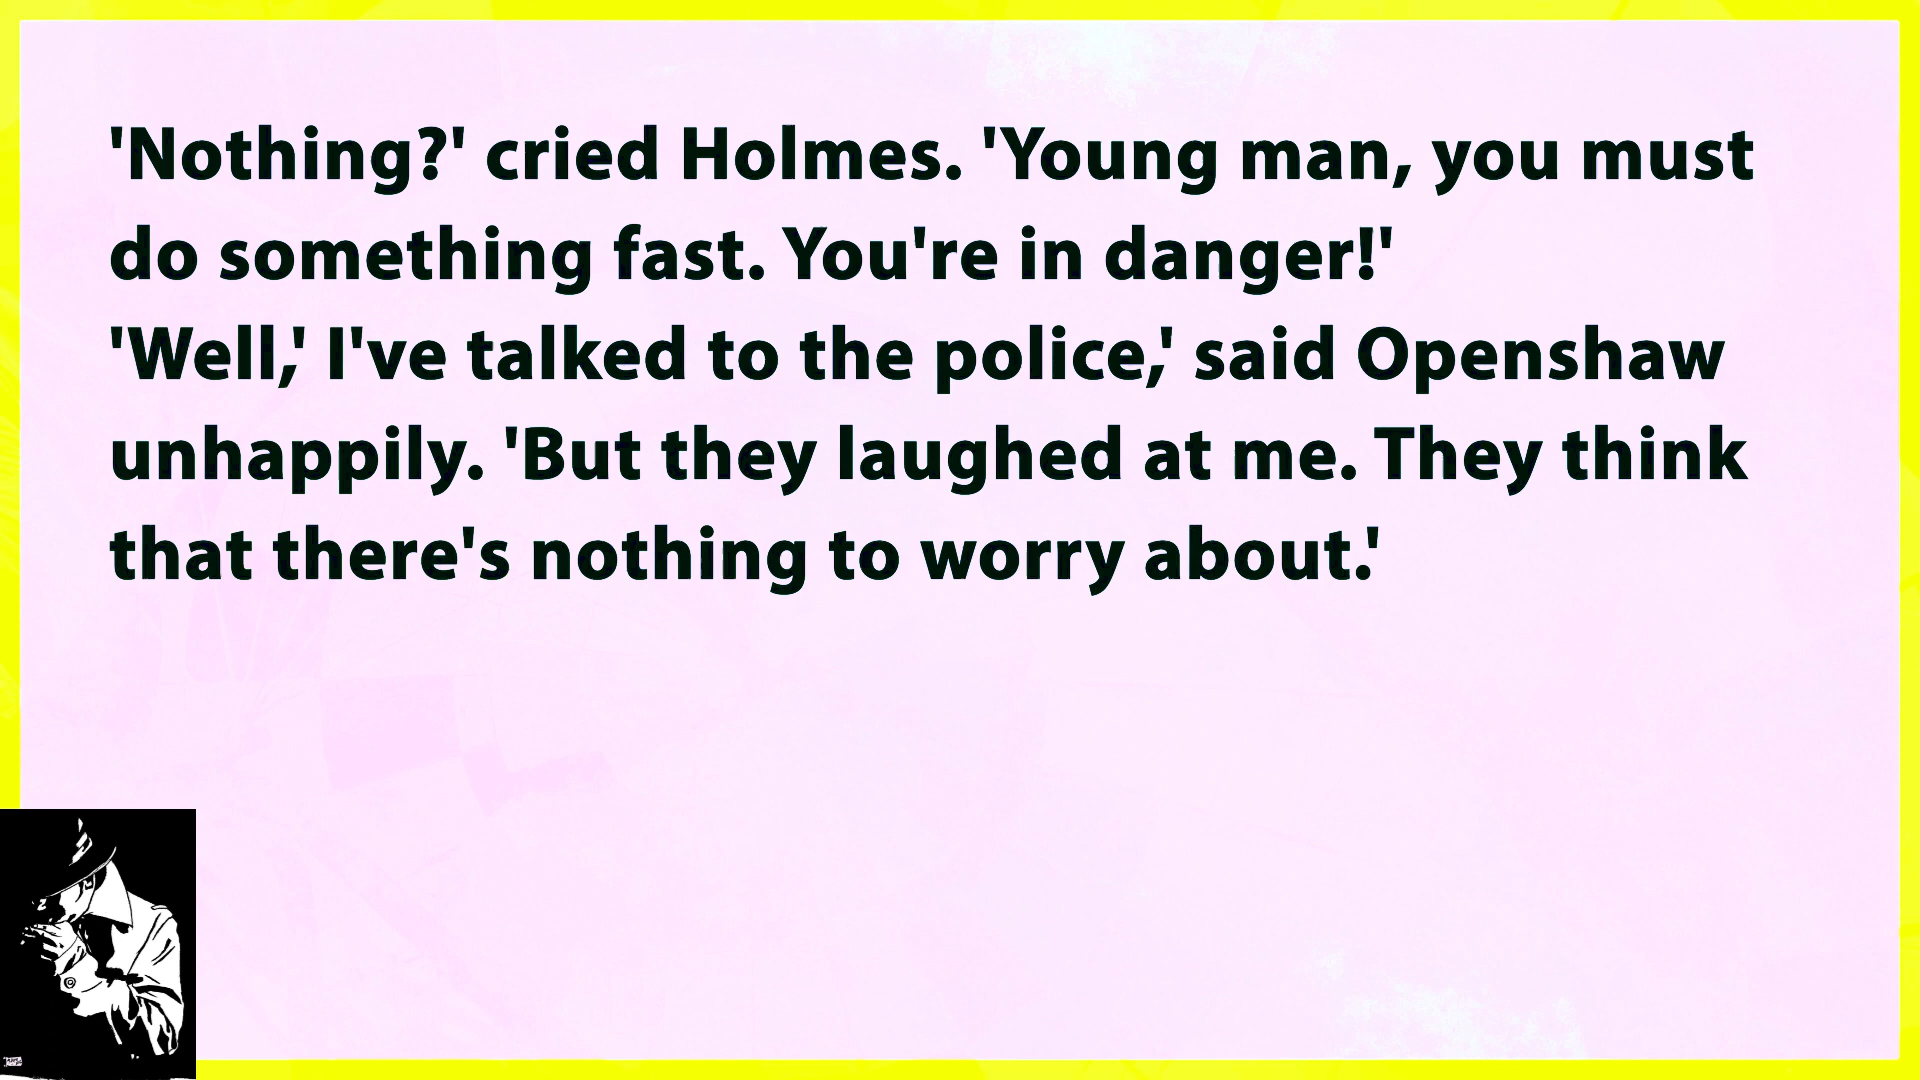 'Nothing?' cried Holmes. 'Young man, you must
do something fast. You're in danger!'
'Well,' I've talked to the police,' said Openshaw
unhappily. 'But they laughed at me. They think
that there's nothing to worry about.'